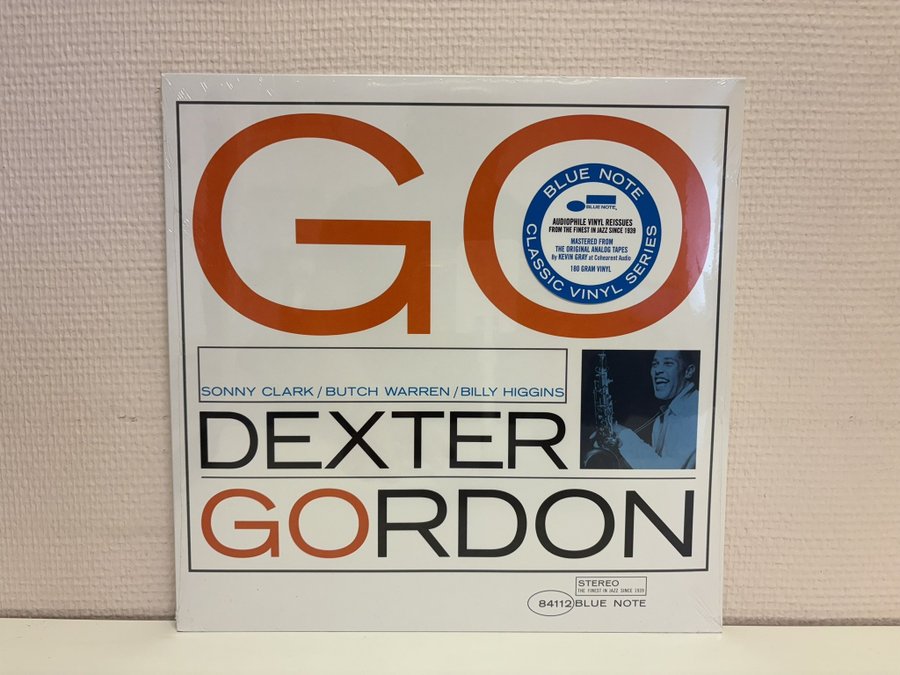 GO
BLUE NOTE
BLUE NOTE.
AUDIOPHILE VINYL REISSUES
FROM THE FINEST IN JAZZ SINCE 1939
MASTERED FROM
THE ORIGINAL ANALOG TAPES
By KEVIN GRAY at Cohearent Audio
180 GRAM VINYL
CLASSIC VINYL SERIES
SONNY CLARK/BUTCH WARREN/BILLY HIGGINS
DEXTER
GORDON
STEREO
THE FINEST IN JAZZ SINCE 1939
84112 BLUE NOTE